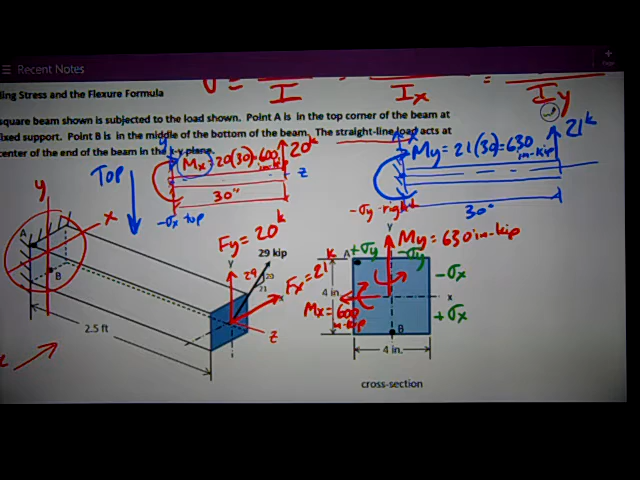 Recent Notes
ling Stress and the Flexure Formula
I
Ix
Iy
square beam shown is subjected to the load shown. Point A is in the top corner of the beam at
fixed support. Point B is in the middle of the bottom of the beam. The straight-line load acts at
center of the end of the beam in the x-y plane.
Top
y
Mx = 20(30) = 600 in-kip
20k
z
30"
-σx top
x
My = 21(30) = 630 in-kip
21k
30"
-σy right
y
x
A
B
2.5 ft
Fy = 20k
29 kip
y
29
20
21
Fx = 21k
x
z
My = 630 in-kip
+σy
-σy
A
y
4 in
Mx = 600 in-kip
-σx
x
+σx
B
4 in.
cross-section